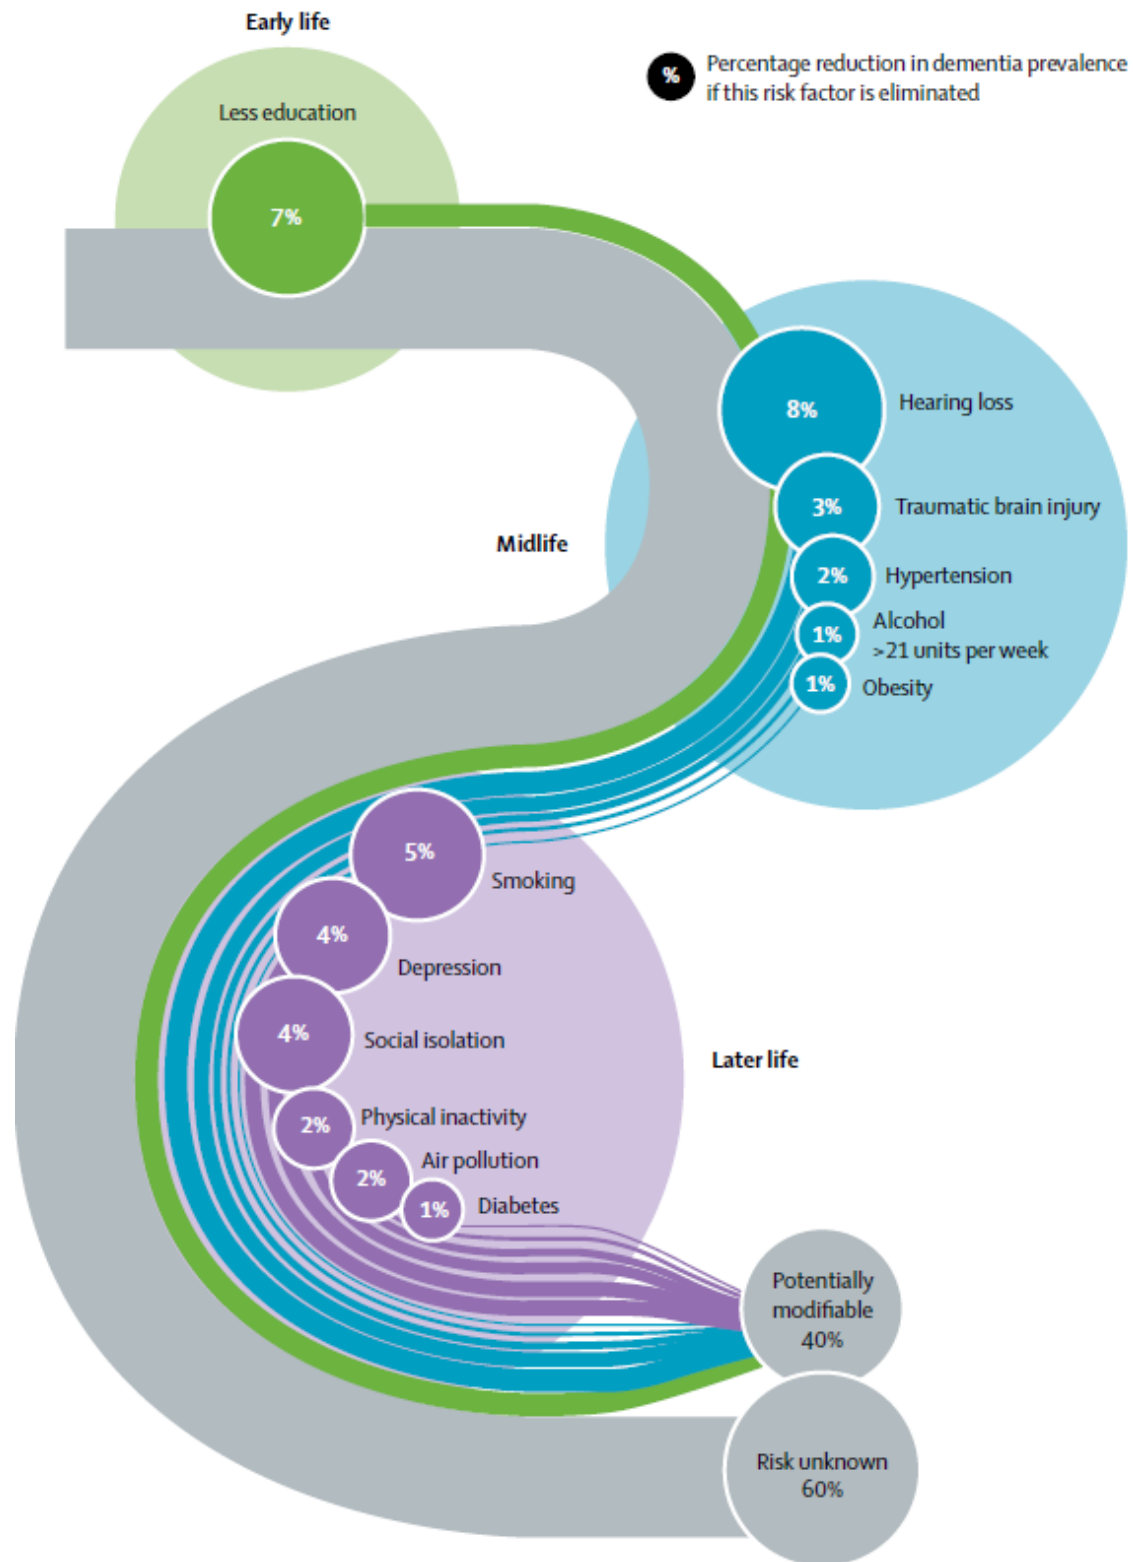 Early life
%
Percentage reduction in dementia prevalence
if this risk factor is eliminated
Less education
7%
8%
Hearing loss
3%
Traumatic brain injury
Midlife
2%
Hypertension
1%
Alcohol
>21 units per week
1%
Obesity
5%
Smoking
4%
Depression
4%
Social isolation
Later life
2%
Physical inactivity
2%
Air pollution
1%
Diabetes
Potentially
modifiable
40%
Risk unknown
60%